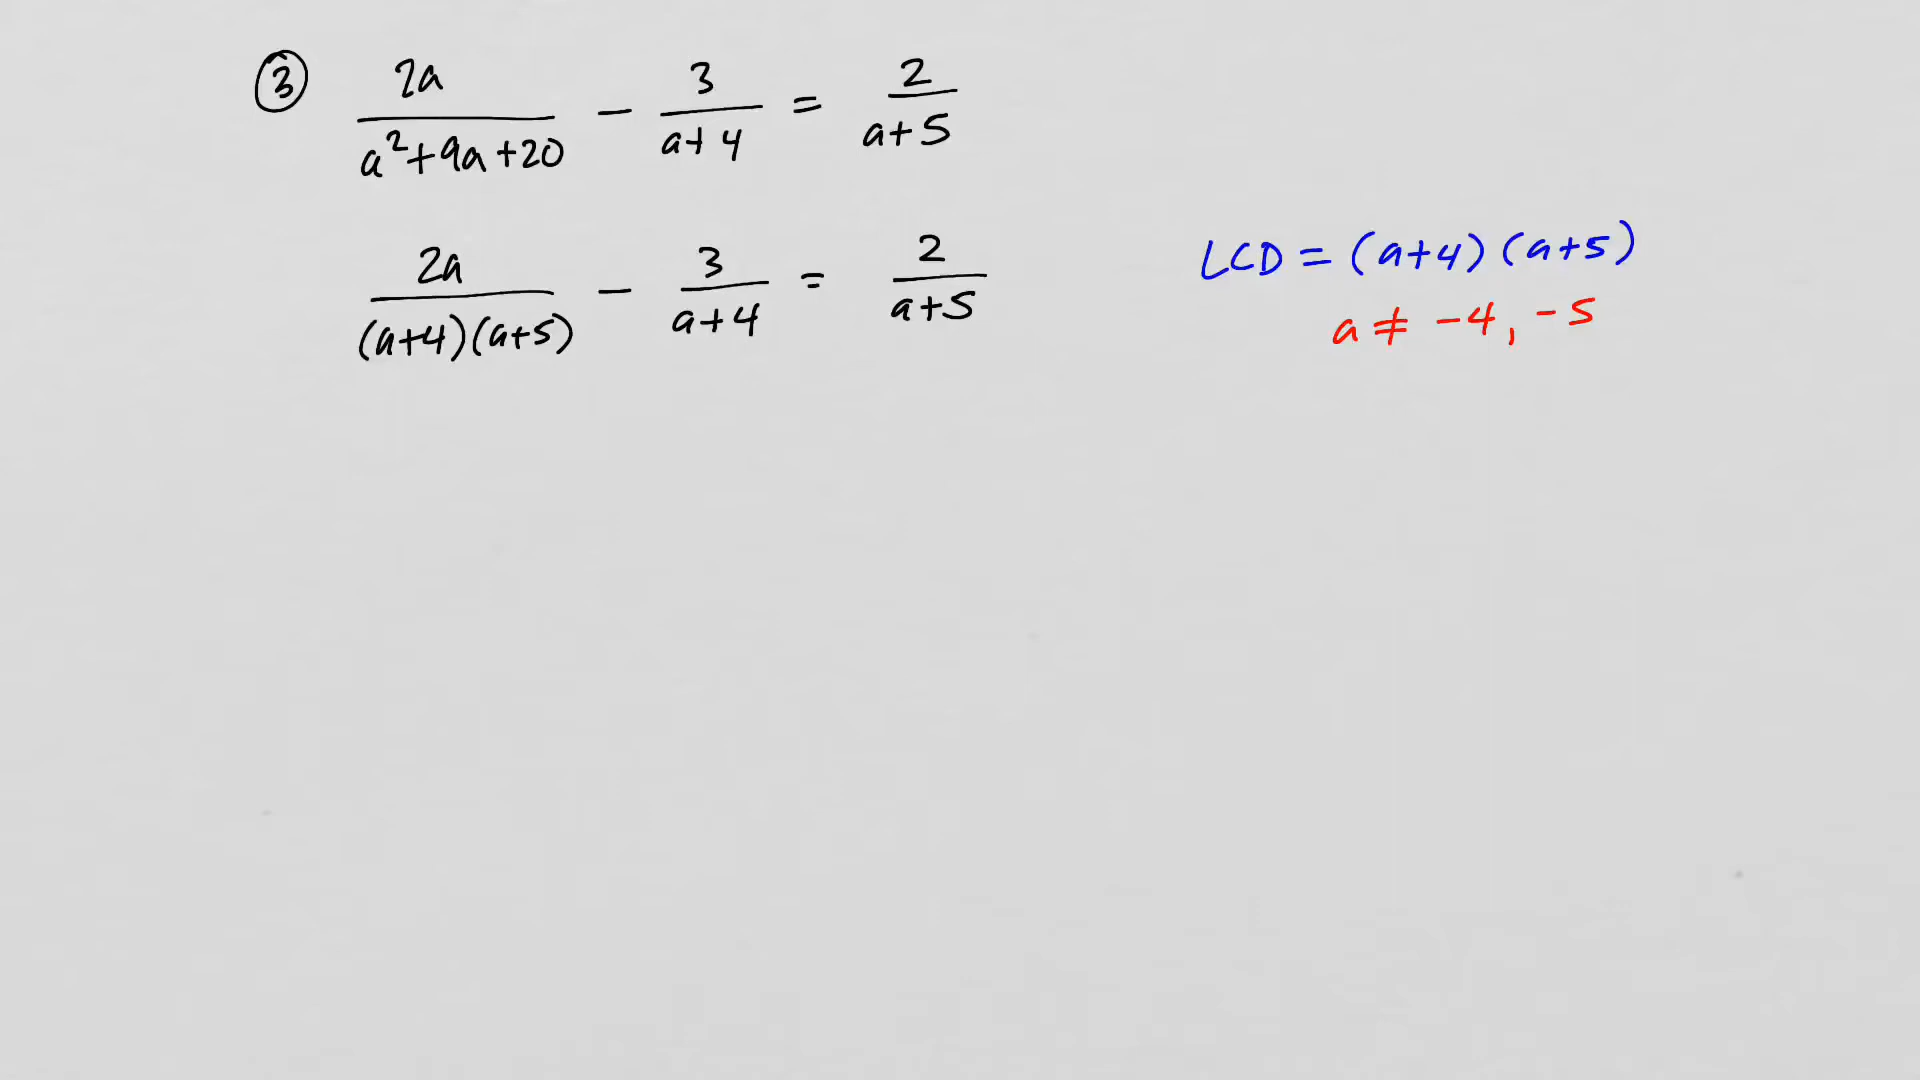 ③ 2a/(a²+9a+20) − 3/(a+4) = 2/(a+5)
2a/((a+4)(a+5)) − 3/(a+4) = 2/(a+5)
LCD = (a+4)(a+5)
a ≠ -4, -5